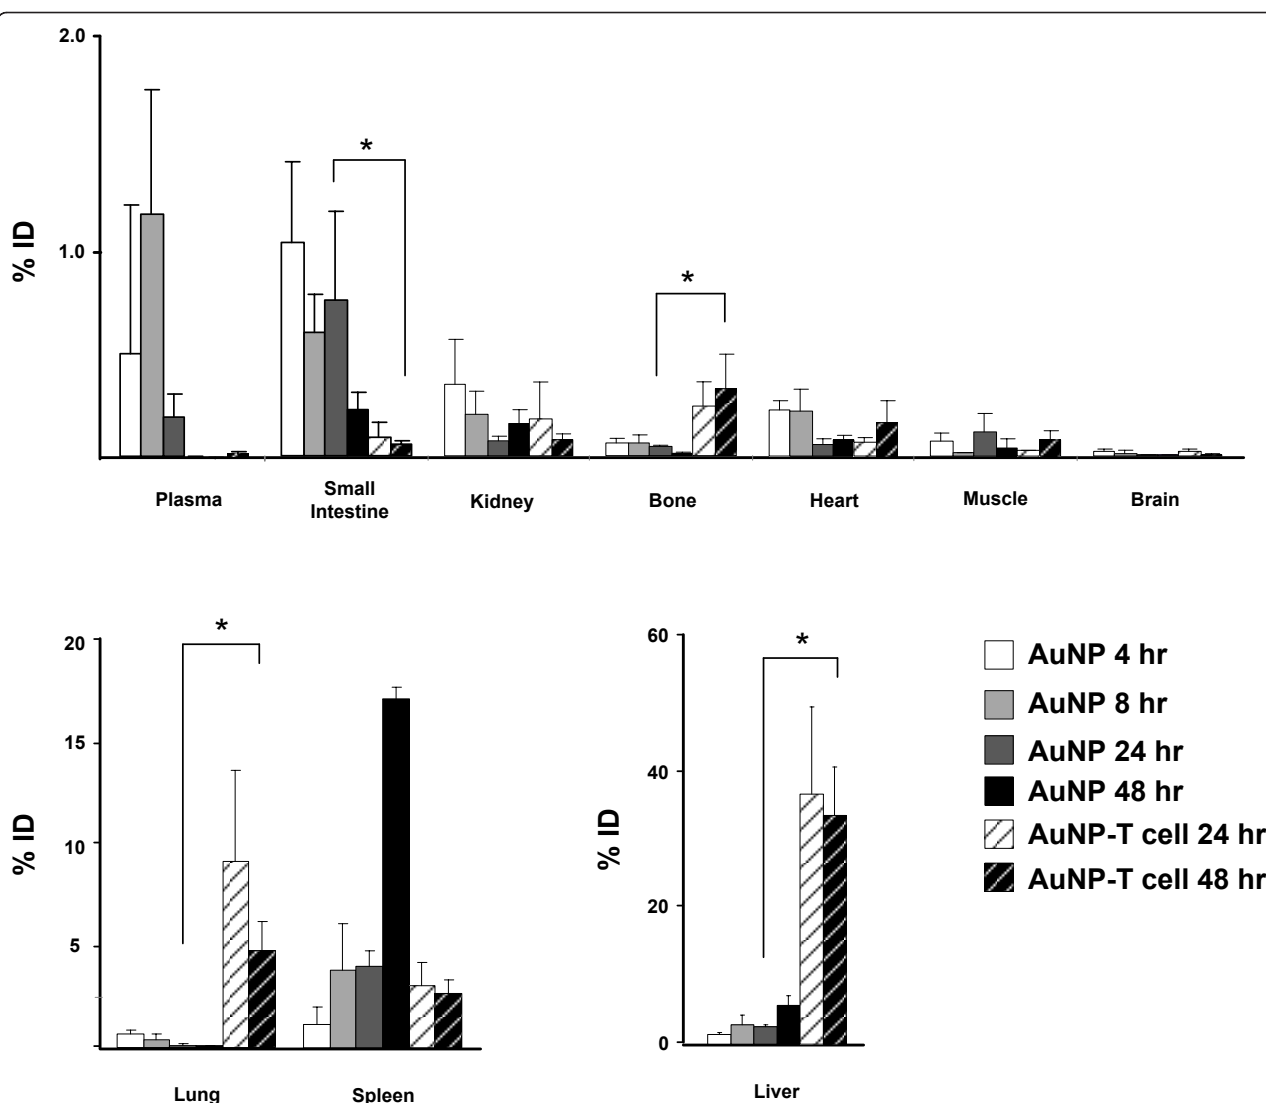 2.0
*
% ID
1.0
*
Plasma
Small
Intestine
Kidney
Bone
Heart
Muscle
Brain
20
*
15
% ID
10
5
Lung
Spleen
60
*
40
% ID
20
0
Liver
AuNP 4 hr
AuNP 8 hr
AuNP 24 hr
AuNP 48 hr
AuNP-T cell 24 hr
AuNP-T cell 48 hr